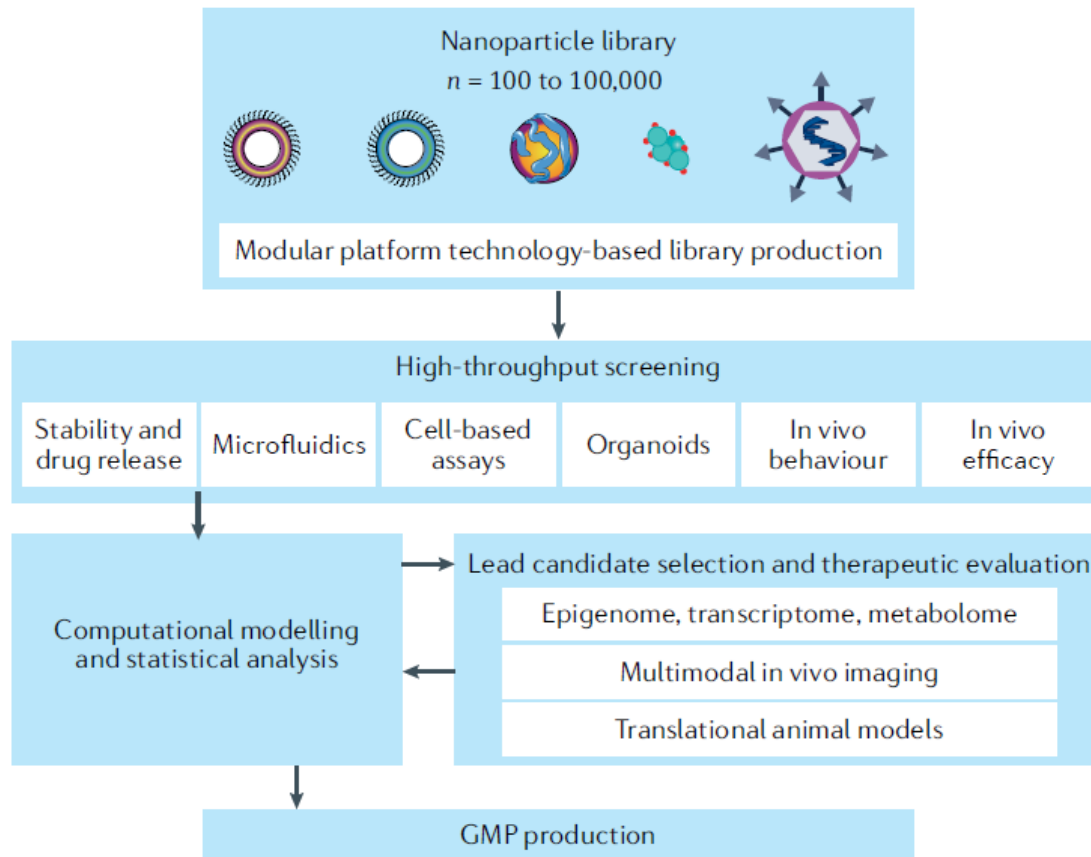 Nanoparticle library
n = 100 to 100,000
Modular platform technology-based library production
High-throughput screening
Stability and
drug release
Microfluidics
Cell-based
assays
Organoids
In vivo
behaviour
In vivo
efficacy
Computational modelling
and statistical analysis
Lead candidate selection and therapeutic evaluation
Epigenome, transcriptome, metabolome
Multimodal in vivo imaging
Translational animal models
GMP production